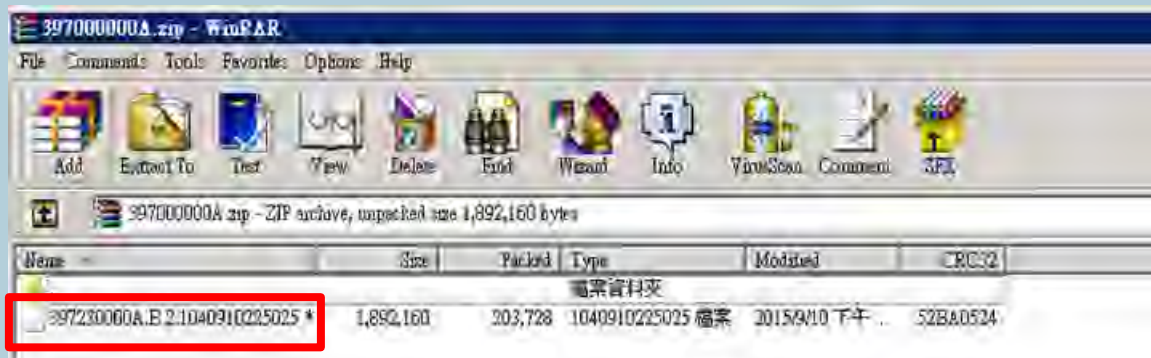 397000000A.zip - WinRAR
File Comments Tools Favorites Options Help
Add Extract To Test View Delete Find Wizard Info VirusScan Comment SFX
397000000A.zip - ZIP archive, unpacked size 1,892,160 bytes
Name Size Packed Type Modified CRC32
檔案資料夾
397230000A.E 2.1040910225025 * 1,892,160 203,728 1040910225025 檔案 2015/9/10 下午 ... 52BA0524